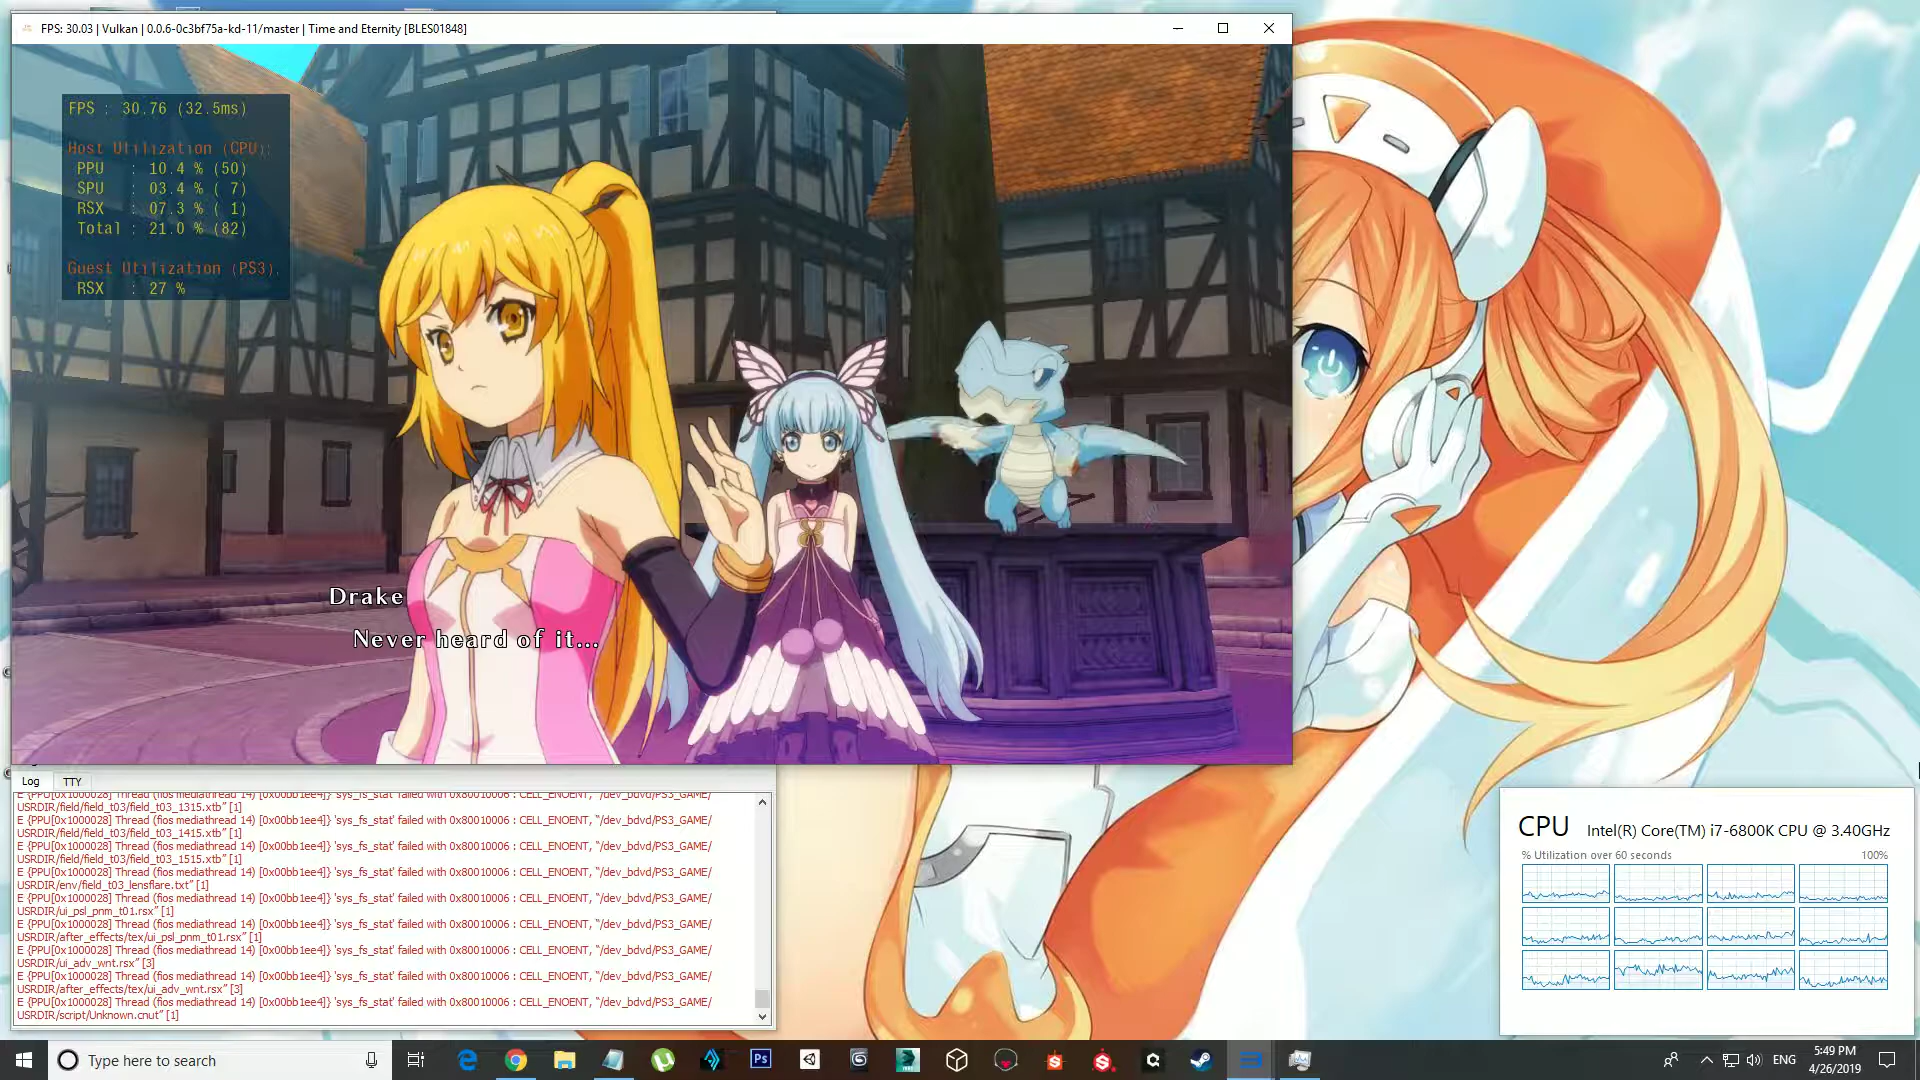 FPS: 30.03 | Vulkan | 0.0.6-0c3bf75a-kd-11/master | Time and Eternity [BLES01848]
FPS : 30.76 (32.5ms)
Host Utilization (CPU):
PPU : 10.4 % (50)
SPU : 03.4 % ( 7)
RSX : 07.3 % ( 1)
Total : 21.0 % (82)
Guest Utilization (PS3):
RSX : 27 %
Drake
Never heard of it...
Log TTY
E {PPU[0x1000028] Thread (fios mediathread 14) [0x00bb1ee4]} 'sys_fs_stat' failed with 0x80010006 : CELL_ENOENT, “/dev_bdvd/PS3_GAME/
USRDIR/field/field_t03/field_t03_1315.xtb” [1]
E {PPU[0x1000028] Thread (fios mediathread 14) [0x00bb1ee4]} 'sys_fs_stat' failed with 0x80010006 : CELL_ENOENT, “/dev_bdvd/PS3_GAME/
USRDIR/field/field_t03/field_t03_1415.xtb” [1]
E {PPU[0x1000028] Thread (fios mediathread 14) [0x00bb1ee4]} 'sys_fs_stat' failed with 0x80010006 : CELL_ENOENT, “/dev_bdvd/PS3_GAME/
USRDIR/field/field_t03/field_t03_1515.xtb” [1]
E {PPU[0x1000028] Thread (fios mediathread 14) [0x00bb1ee4]} 'sys_fs_stat' failed with 0x80010006 : CELL_ENOENT, “/dev_bdvd/PS3_GAME/
USRDIR/env/field_t03_lensflare.txt” [1]
E {PPU[0x1000028] Thread (fios mediathread 14) [0x00bb1ee4]} 'sys_fs_stat' failed with 0x80010006 : CELL_ENOENT, “/dev_bdvd/PS3_GAME/
USRDIR/ui_psl_pnm_t01.rsx” [1]
E {PPU[0x1000028] Thread (fios mediathread 14) [0x00bb1ee4]} 'sys_fs_stat' failed with 0x80010006 : CELL_ENOENT, “/dev_bdvd/PS3_GAME/
USRDIR/after_effects/tex/ui_psl_pnm_t01.rsx” [1]
E {PPU[0x1000028] Thread (fios mediathread 14) [0x00bb1ee4]} 'sys_fs_stat' failed with 0x80010006 : CELL_ENOENT, “/dev_bdvd/PS3_GAME/
USRDIR/ui_adv_wnt.rsx” [3]
E {PPU[0x1000028] Thread (fios mediathread 14) [0x00bb1ee4]} 'sys_fs_stat' failed with 0x80010006 : CELL_ENOENT, “/dev_bdvd/PS3_GAME/
USRDIR/after_effects/tex/ui_adv_wnt.rsx” [3]
E {PPU[0x1000028] Thread (fios mediathread 14) [0x00bb1ee4]} 'sys_fs_stat' failed with 0x80010006 : CELL_ENOENT, “/dev_bdvd/PS3_GAME/
USRDIR/script/Unknown.cnut” [1]
CPU Intel(R) Core(TM) i7-6800K CPU @ 3.40GHz
% Utilization over 60 seconds 100%
Type here to search
Ps
ENG
5:49 PM
4/26/2019